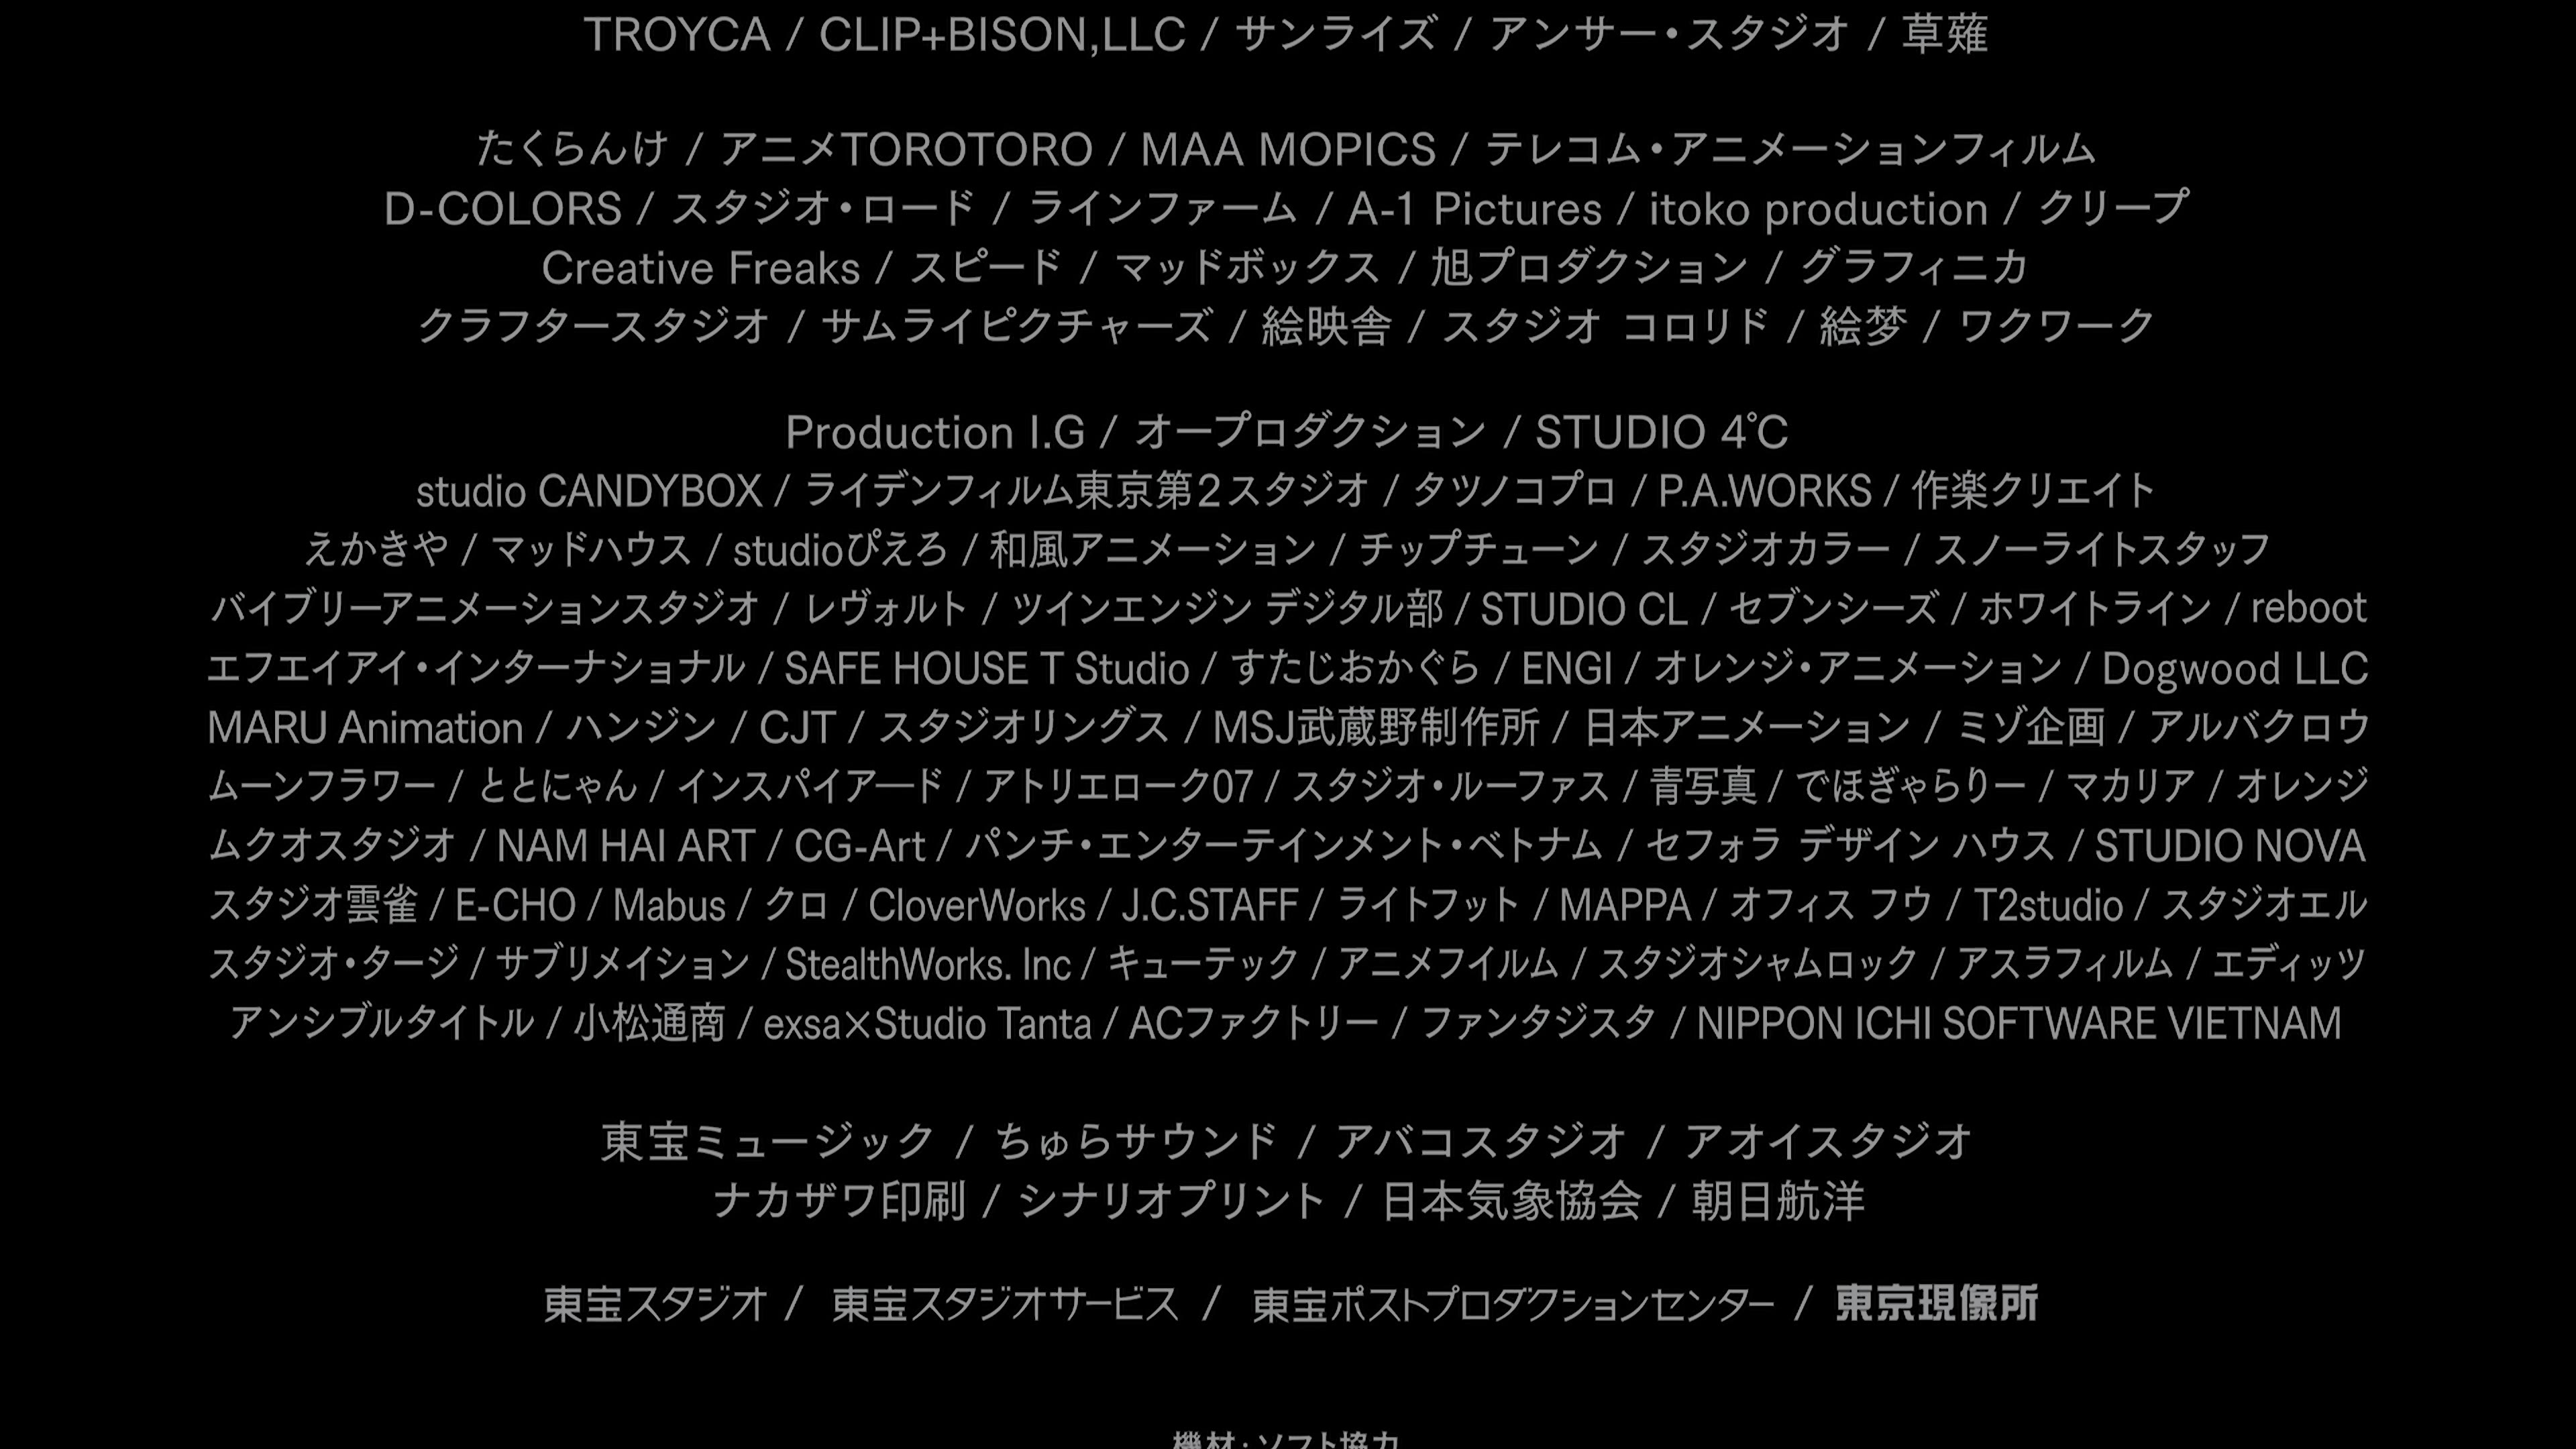 TROYCA / CLIP+BISON,LLC / サンライズ / アンサー・スタジオ / 草薙
たくらんけ / アニメTOROTORO / MAA MOPICS / テレコム・アニメーションフィルム
D-COLORS / スタジオ・ロード / ラインファーム / A-1 Pictures / itoko production / クリープ
Creative Freaks / スピード / マッドボックス / 旭プロダクション / グラフィニカ
クラフタースタジオ / サムライピクチャーズ / 絵映舎 / スタジオ コロリド / 絵梦 / ワクワーク
Production I.G / オープロダクション / STUDIO 4℃
studio CANDYBOX / ライデンフィルム東京第2スタジオ / タツノコプロ / P.A.WORKS / 作楽クリエイト
えかきや / マッドハウス / studioぴえろ / 和風アニメーション / チップチューン / スタジオカラー / スノーライトスタッフ
バイブリーアニメーションスタジオ / レヴォルト / ツインエンジン デジタル部 / STUDIO CL / セブンシーズ / ホワイトライン / reboot
エフエイアイ・インターナショナル / SAFE HOUSE T Studio / すたじおかぐら / ENGI / オレンジ・アニメーション / Dogwood LLC
MARU Animation / ハンジン / CJT / スタジオリングス / MSJ武蔵野制作所 / 日本アニメーション / ミゾ企画 / アルバクロウ
ムーンフラワー / ととにゃん / インスパイア―ド / アトリエローク07 / スタジオ・ルーファス / 青写真 / でほぎゃらりー / マカリア / オレンジ
ムクオスタジオ / NAM HAI ART / CG-Art / パンチ・エンターテインメント・ベトナム / セフォラ デザイン ハウス / STUDIO NOVA
スタジオ雲雀 / E-CHO / Mabus / クロ / CloverWorks / J.C.STAFF / ライトフット / MAPPA / オフィス フウ / T2studio / スタジオエル
スタジオ・タージ / サブリメイション / StealthWorks. Inc / キューテック / アニメフイルム / スタジオシャムロック / アスラフィルム / エディッツ
アンシブルタイトル / 小松通商 / exsa×Studio Tanta / ACファクトリー / ファンタジスタ / NIPPON ICHI SOFTWARE VIETNAM
東宝ミュージック / ちゅらサウンド / アバコスタジオ / アオイスタジオ
ナカザワ印刷 / シナリオプリント / 日本気象協会 / 朝日航洋
東宝スタジオ / 東宝スタジオサービス / 東宝ポストプロダクションセンター / 東京現像所
機材・ソフト協力